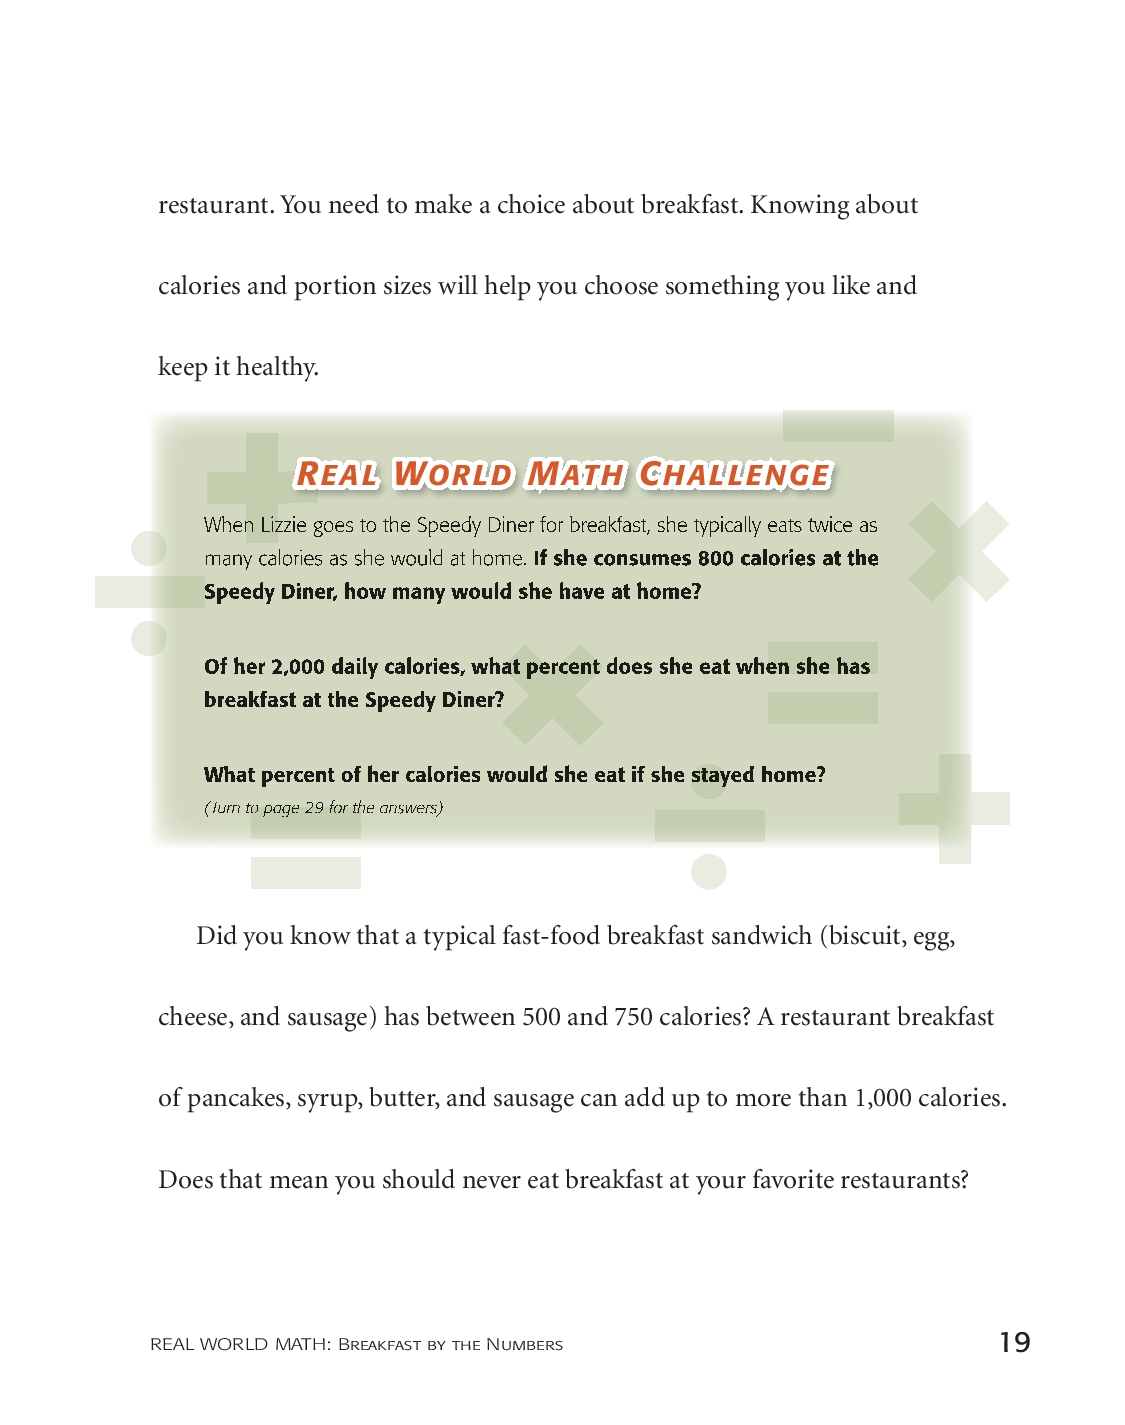 restaurant. You need to make a choice about breakfast. Knowing about
calories and portion sizes will help you choose something you like and
keep it healthy.
REAL WORLD MATH CHALLENGE
When Lizzie goes to the Speedy Diner for breakfast, she typically eats twice as
many calories as she would at home. If she consumes 800 calories at the
Speedy Diner, how many would she have at home?
Of her 2,000 daily calories, what percent does she eat when she has
breakfast at the Speedy Diner?
What percent of her calories would she eat if she stayed home?
(Turn to page 29 for the answers)
Did you know that a typical fast-food breakfast sandwich (biscuit, egg,
cheese, and sausage) has between 500 and 750 calories? A restaurant breakfast
of pancakes, syrup, butter, and sausage can add up to more than 1,000 calories.
Does that mean you should never eat breakfast at your favorite restaurants?
REAL WORLD MATH: BREAKFAST BY THE NUMBERS 19